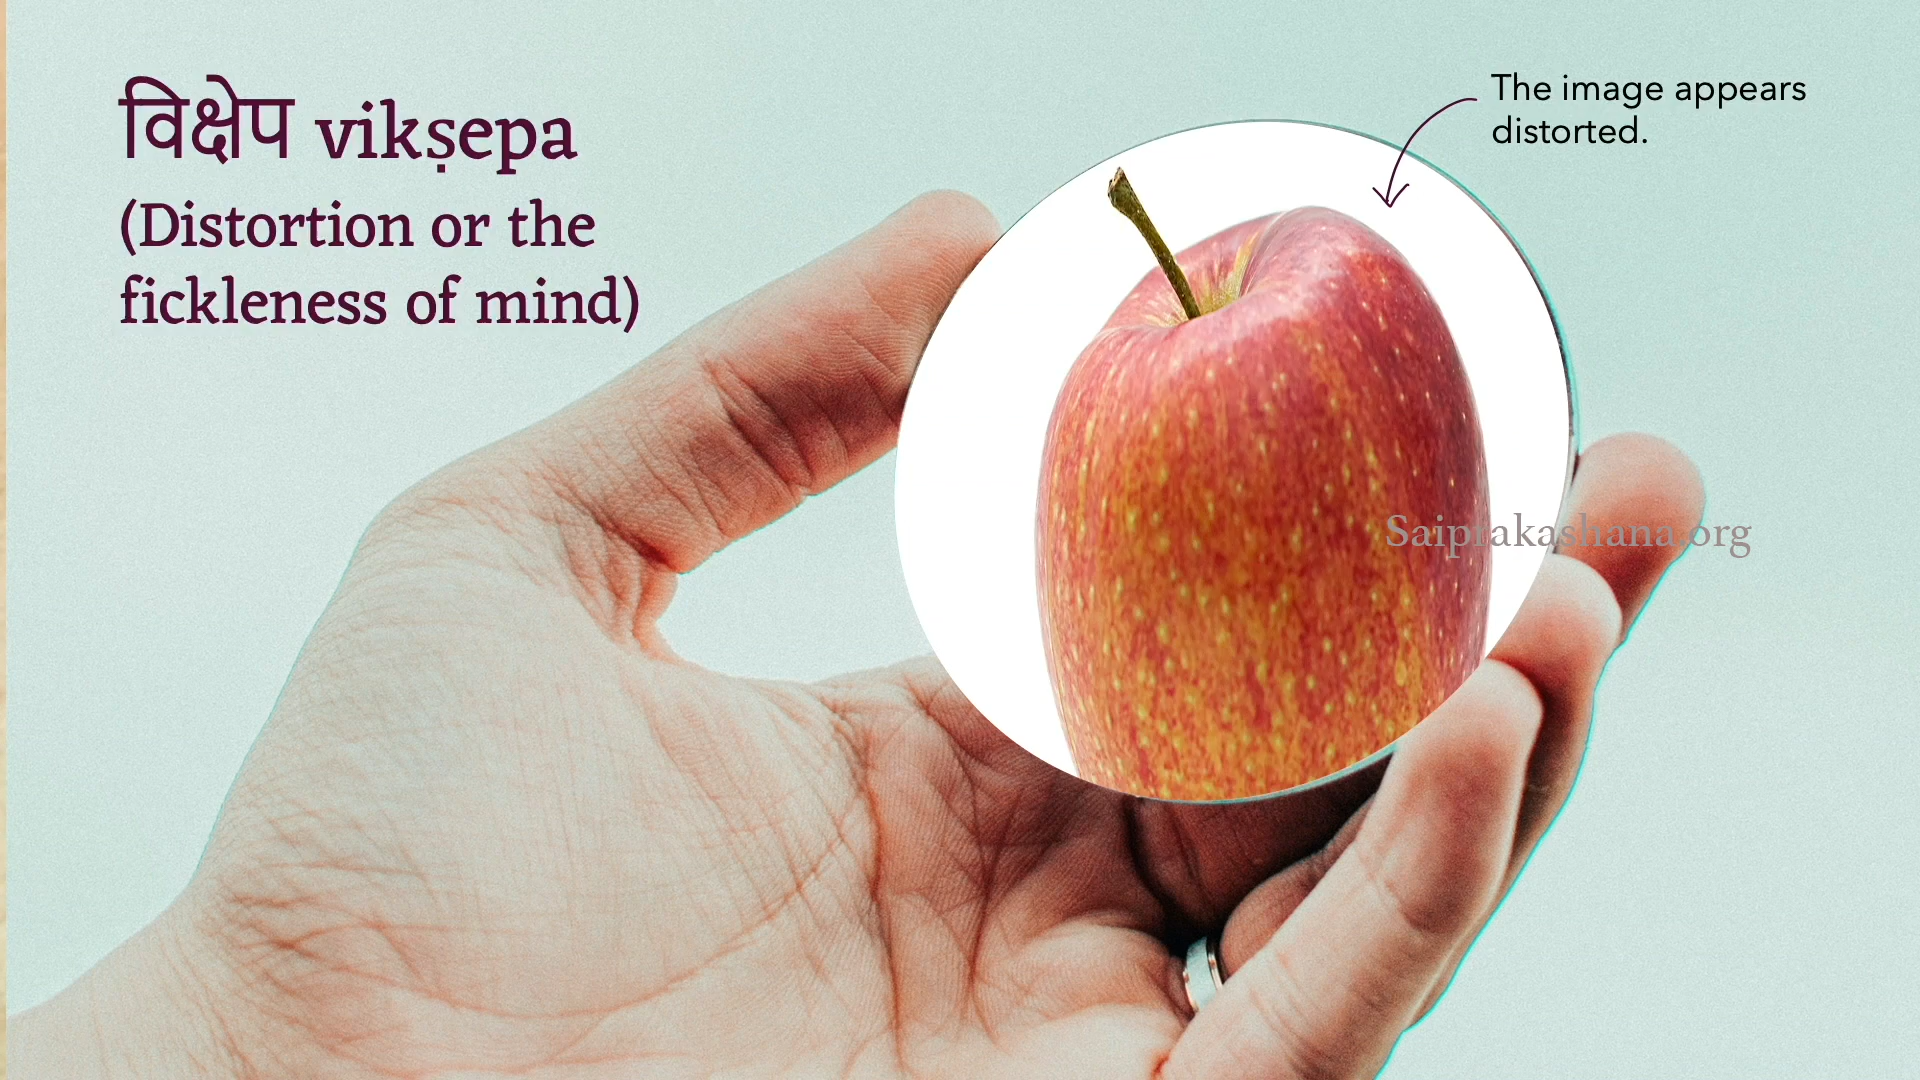 विक्षेप vikṣepa
(Distortion or the
fickleness of mind)
The image appears
distorted.
Saiprakashana.org